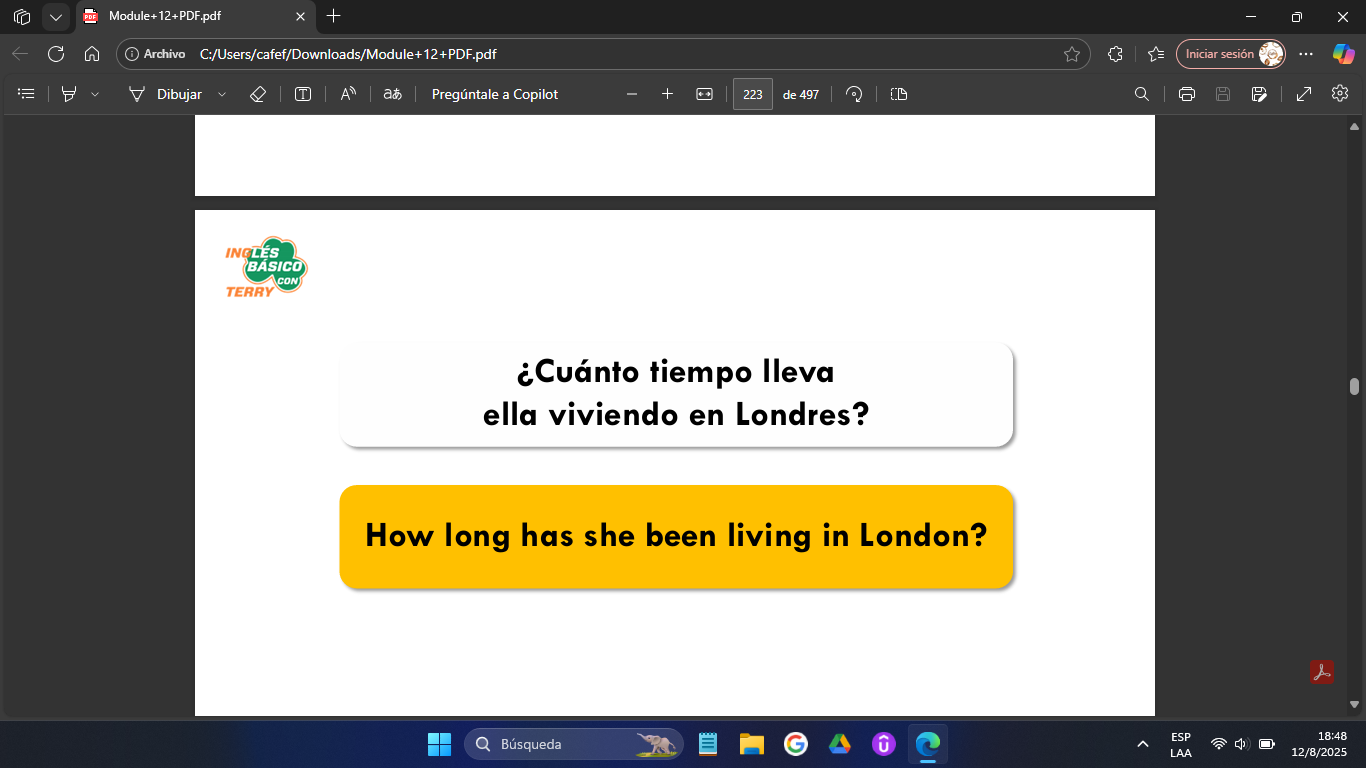 Module+12+PDF.pdf
Archivo C:/Users/cafef/Downloads/Module+12+PDF.pdf Iniciar sesión
Dibujar Pregúntale a Copilot 223 de 497
INGLÉS
BÁSICO
CON
TERRY
¿Cuánto tiempo lleva
ella viviendo en Londres?
How long has she been living in London?
Búsqueda
ESP
LAA
18:48
12/8/2025